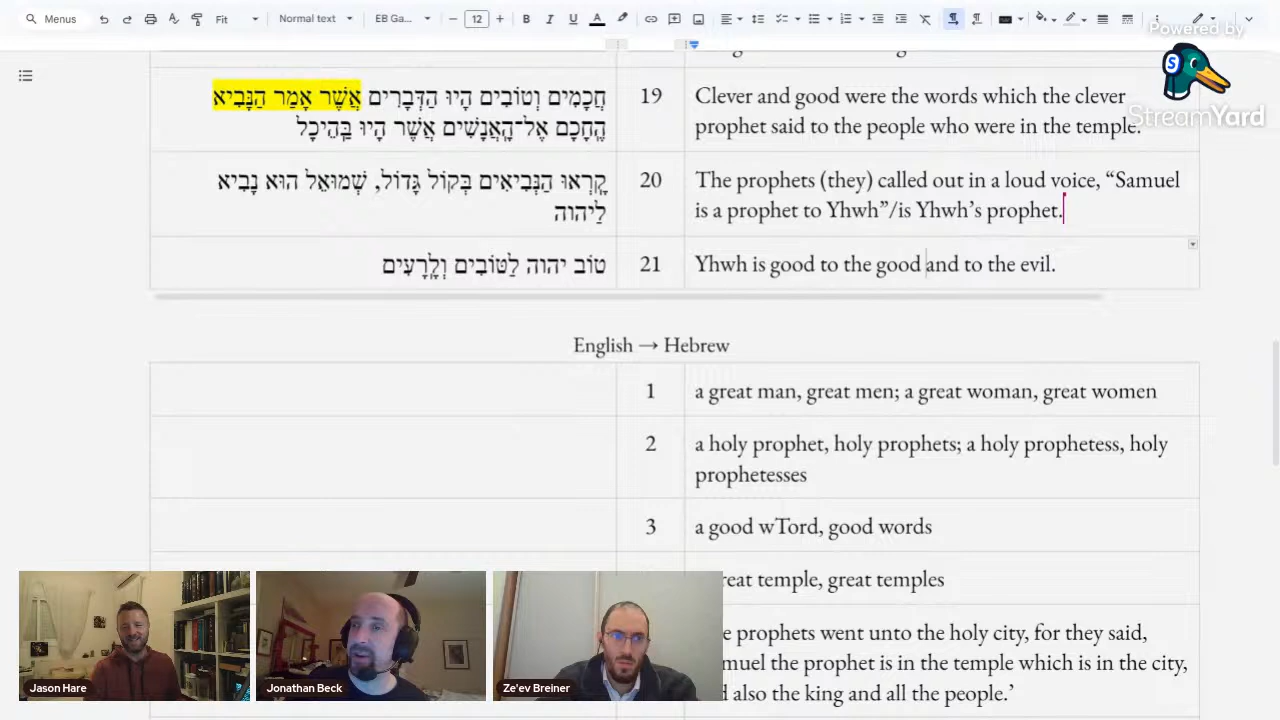 Menus
Fit
Normal text
EB Ga...
12
B
I
U
A
Powered by
StreamYard
חֲכָמִים וְטוֹבִים הָיוּ הַדְּבָרִים אֲשֶׁר אָמַר הַנָּבִיא
הֶֽחָכָם אֶל־הָֽאֲנָשִׁים אֲשֶׁר הָיוּ בַּֽהֵיכָל
19
Clever and good were the words which the clever
prophet said to the people who were in the temple.
קָֽרְאוּ הַנְּבִיאִים בְּקוֹל גָּדוֹל, שְׁמוּאֵל הוּא נָבִיא
לַיהוה
20
The prophets (they) called out in a loud voice, “Samuel
is a prophet to Yhwh”/is Yhwh’s prophet.
טוֹב יהוה לַטּוֹבִים וְלָֽרָעִים
21
Yhwh is good to the good and to the evil.
English → Hebrew
1
a great man, great men; a great woman, great women
2
a holy prophet, holy prophets; a holy prophetess, holy
prophetesses
3
a good wTord, good words
great temple, great temples
prophets went unto the holy city, for they said,
the prophet is in the temple which is in the city,
also the king and all the people.’
Jason Hare
Jonathan Beck
Ze'ev Breiner